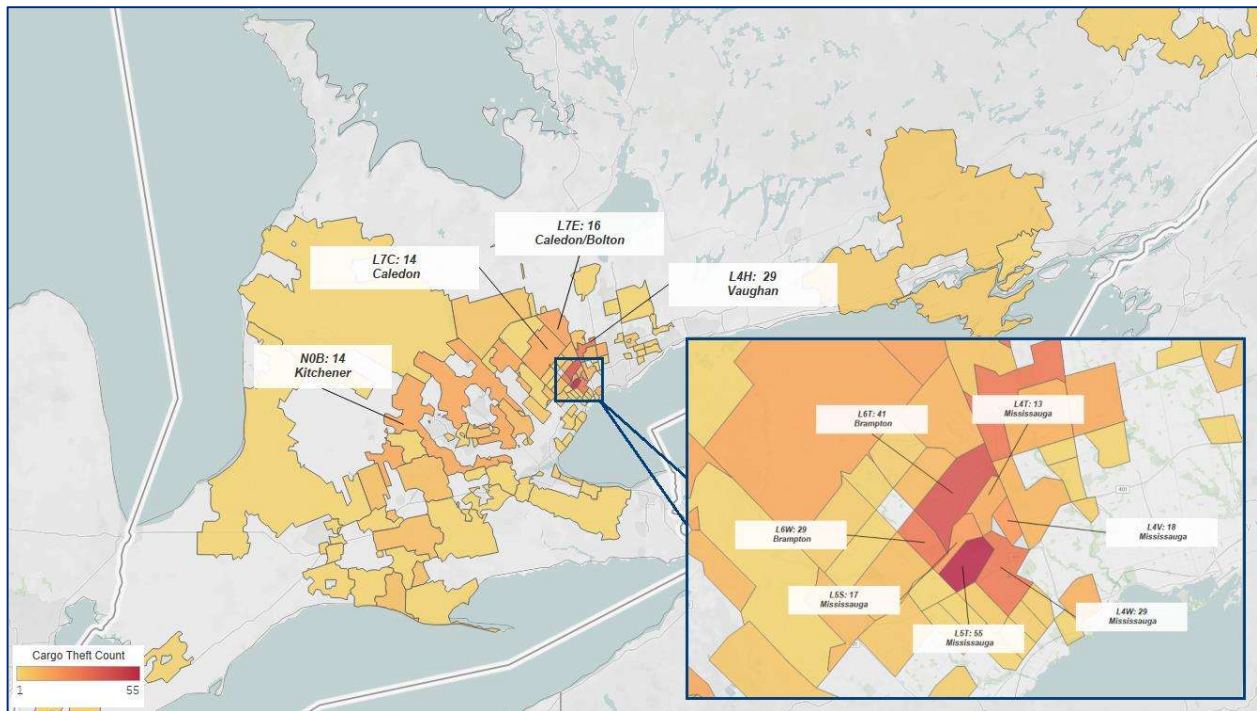 L7E: 16
Caledon/Bolton
L7C: 14
Caledon
L4H: 29
Vaughan
N0B: 14
Kitchener
L6T: 41
Brampton
L4T: 13
Mississauga
401
L6W: 29
Brampton
L4V: 18
Mississauga
L5S: 17
Mississauga
L4W: 29
Mississauga
L5T: 55
Mississauga
Cargo Theft Count
1
55